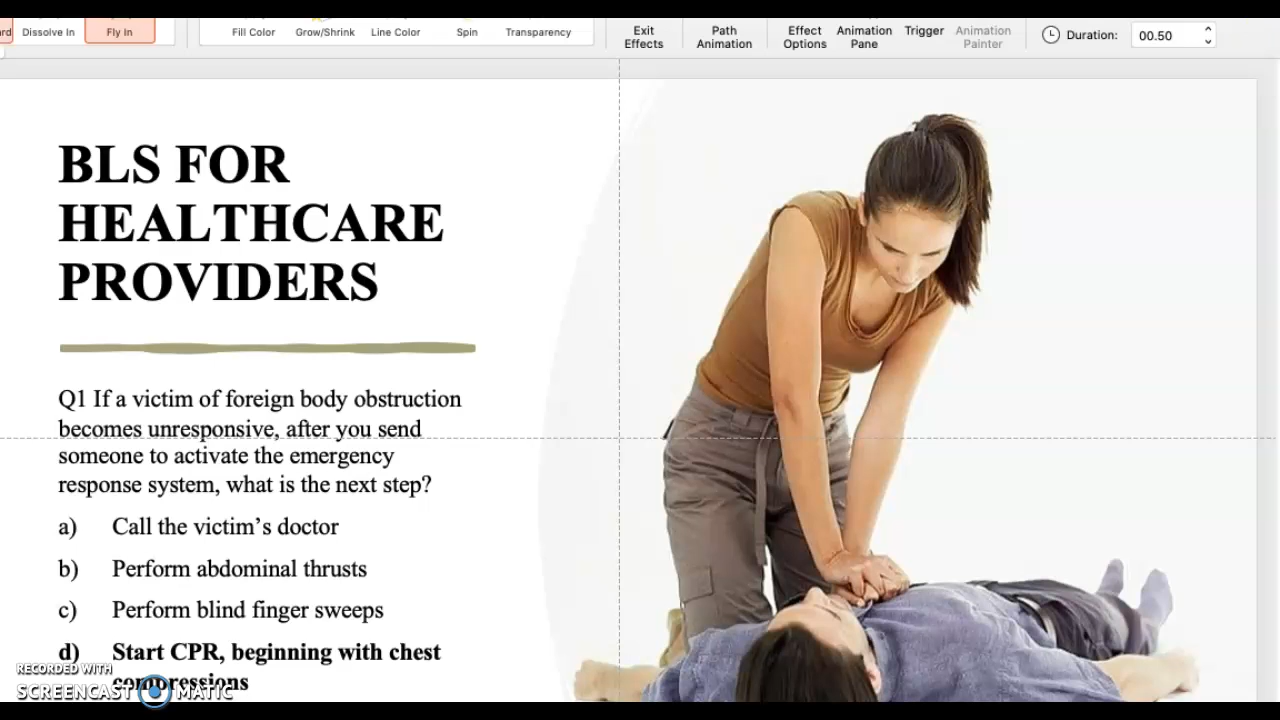 Dissolve In
Fly In
Fill Color
Grow/Shrink
Line Color
Spin
Transparency
Exit
Effects
Path
Animation
Effect
Options
Animation
Pane
Trigger
Animation
Painter
Duration:
00.50
BLS FOR
HEALTHCARE
PROVIDERS
Q1 If a victim of foreign body obstruction
becomes unresponsive, after you send
someone to activate the emergency
response system, what is the next step?
a) Call the victim’s doctor
b) Perform abdominal thrusts
c) Perform blind finger sweeps
d) Start CPR, beginning with chest
compressions
RECORDED WITH
SCREENCAST MATIC